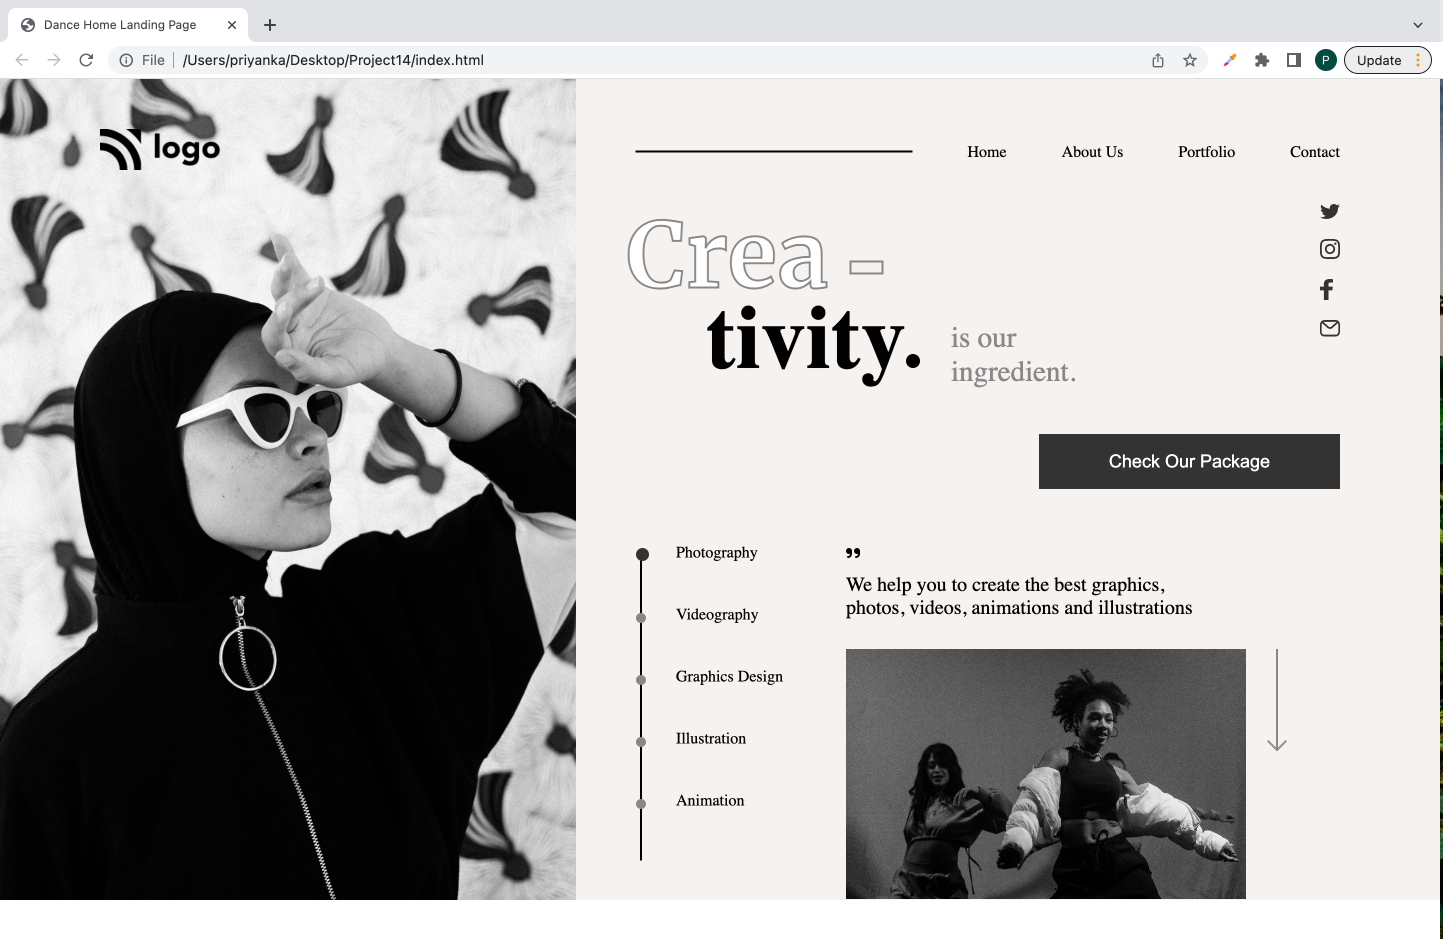 Dance Home Landing Page
File
/Users/priyanka/Desktop/Project14/index.html
P
Update
logo
Home
About Us
Portfolio
Contact
Crea -
tivity.
is our
ingredient.
Check Our Package
Photography
Videography
Graphics Design
Illustration
Animation
”
We help you to create the best graphics,
photos, videos, animations and illustrations